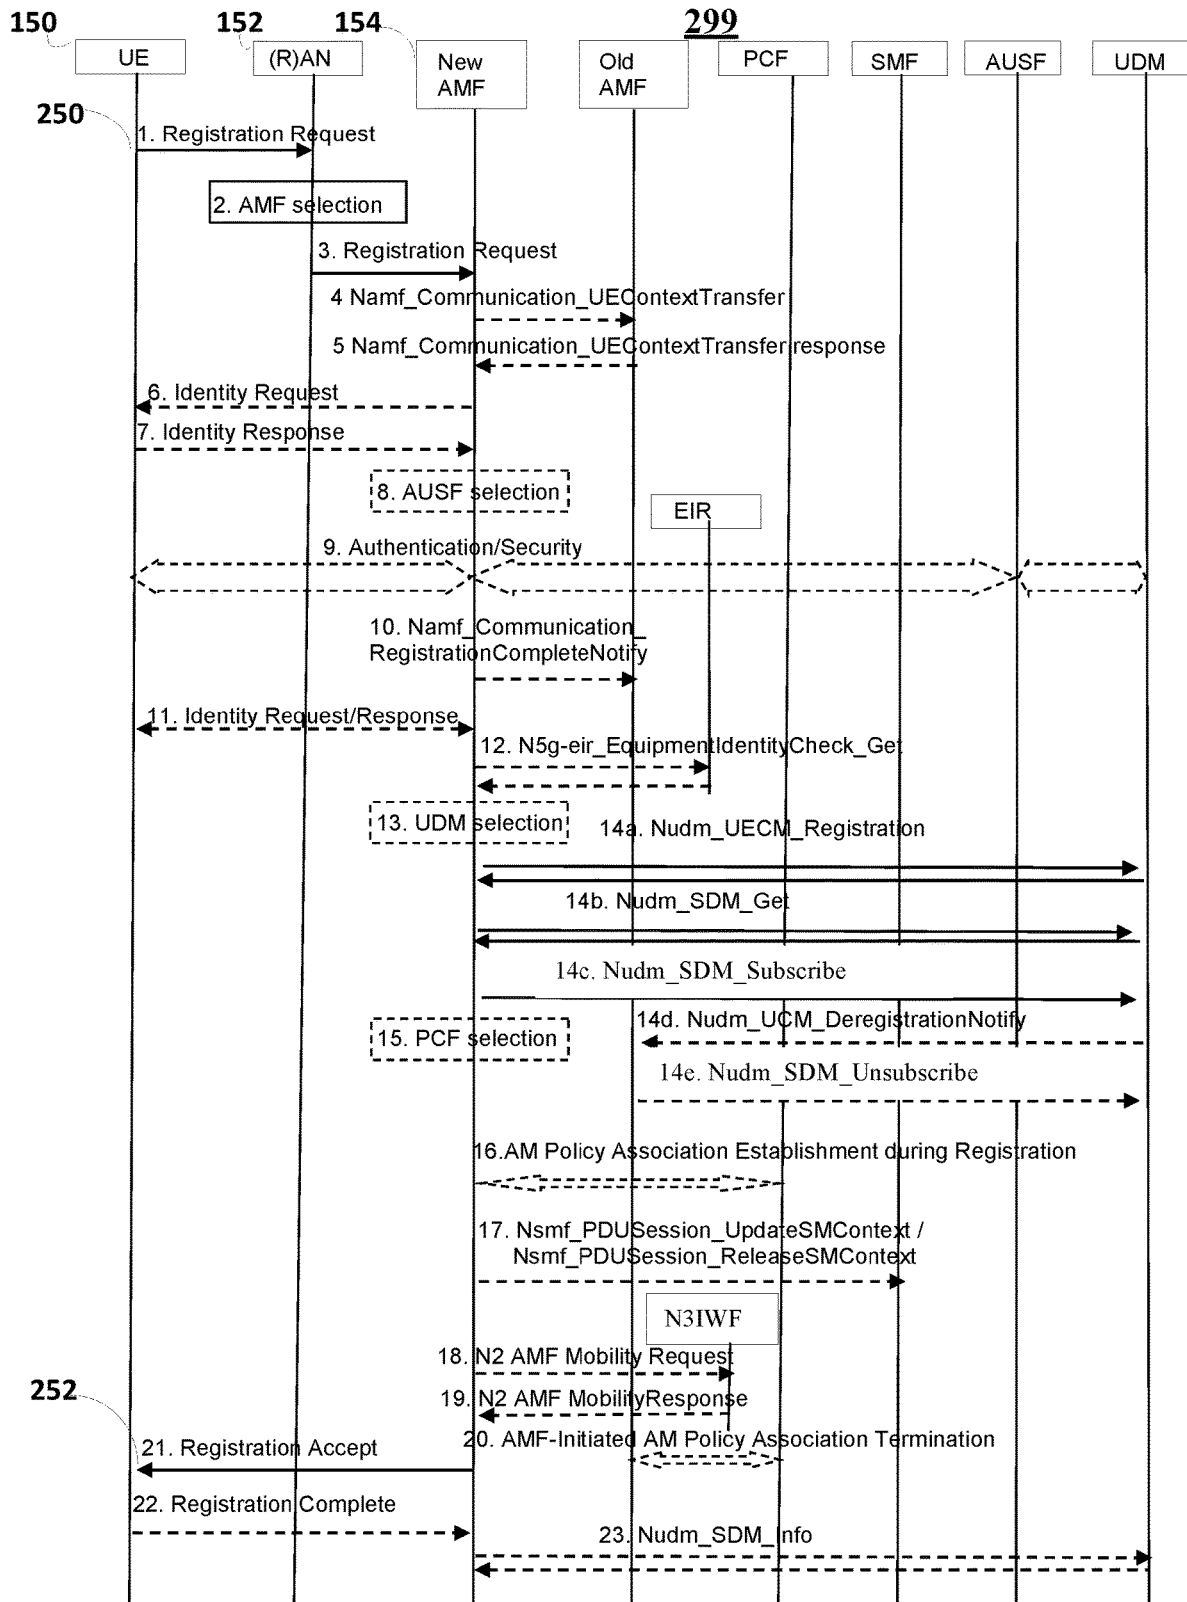 150
152
154
299
UE
(R)AN
New
AMF
Old
AMF
PCF
SMF
AUSF
UDM
250
1. Registration Request
2. AMF selection
3. Registration Request
4 Namf_Communication_UEContextTransfer
5 Namf_Communication_UEContextTransfer response
6. Identity Request
7. Identity Response
8. AUSF selection
EIR
9. Authentication/Security
10. Namf_Communication_
RegistrationCompleteNotify
11. Identity Request/Response
12. N5g-eir_EquipmentIdentityCheck_Get
13. UDM selection
14a. Nudm_UECM_Registration
14b. Nudm_SDM_Get
14c. Nudm_SDM_Subscribe
14d. Nudm_UCM_DeregistrationNotify
15. PCF selection
14e. Nudm_SDM_Unsubscribe
16.AM Policy Association Establishment during Registration
17. Nsmf_PDUSession_UpdateSMContext /
Nsmf_PDUSession_ReleaseSMContext
N3IWF
18. N2 AMF Mobility Request
252
19. N2 AMF MobilityResponse
20. AMF-Initiated AM Policy Association Termination
21. Registration Accept
22. Registration Complete
23. Nudm_SDM_Info